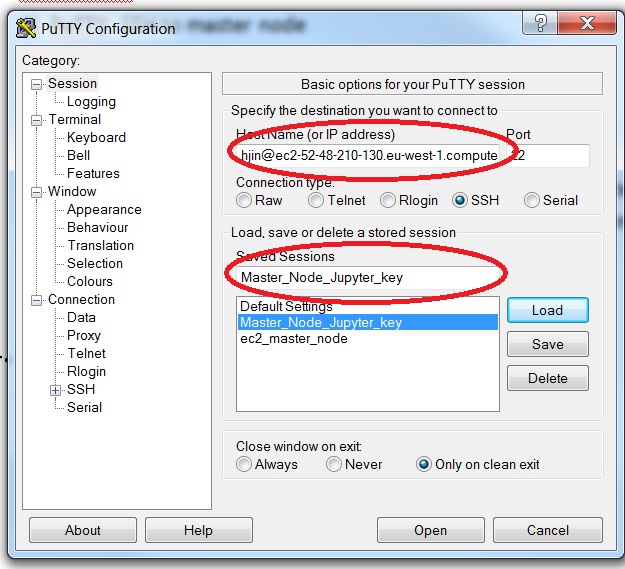 master node
PuTTY Configuration
Category:
Session
Logging
Terminal
Keyboard
Bell
Features
Window
Appearance
Behaviour
Translation
Selection
Colours
Connection
Data
Proxy
Telnet
Rlogin
SSH
Serial
Basic options for your PuTTY session
Specify the destination you want to connect to
Host Name (or IP address) Port
hjin@ec2-52-48-210-130.eu-west-1.compute 22
Connection type:
Raw Telnet Rlogin SSH Serial
Load, save or delete a stored session
Saved Sessions
Master_Node_Jupyter_key
Default Settings
Master_Node_Jupyter_key
ec2_master_node
Load
Save
Delete
Close window on exit:
Always Never Only on clean exit
About Help Open Cancel